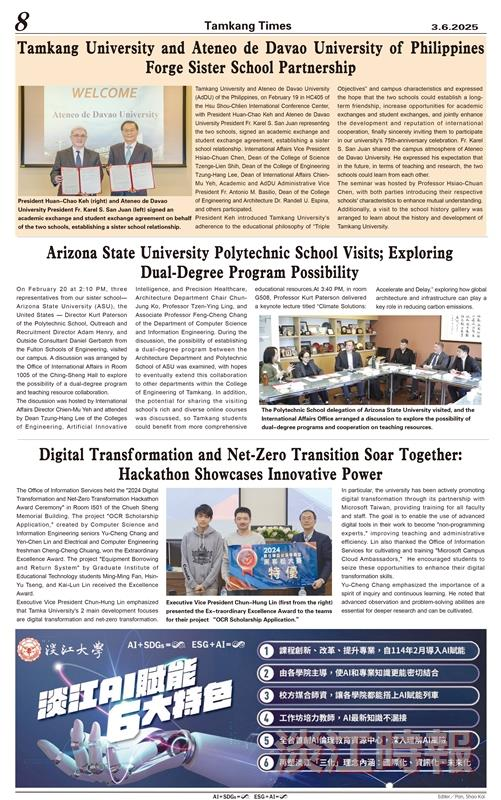 8
Tamkang Times
3.6.2025
Tamkang University and Ateneo de Davao University of Philippines
Forge Sister School Partnership
WELCOME
Ateneo de Davao University
President Huan-Chao Keh (right) and Ateneo de Davao
University President Fr. Karel S. San Juan (left) signed an
academic exchange and student exchange agreement on behalf
of the two schools, establishing a sister school relationship.
Tamkang University and Ateneo de Davao University
(AdDU) of the Philippines, on February 19 in HC405 of
the Hsu Shou-Chlien International Conference Center,
with President Huan-Chao Keh and Ateneo de Davao
University President Fr. Karel S. San Juan representing
the two schools, signed an academic exchange and
student exchange agreement, establishing a sister
school relationship. International Affairs Vice President
Hsiao-Chuan Chen, Dean of the College of Science
Tzenge-Lien Shih, Dean of the College of Engineering
Tzung-Hang Lee, Dean of International Affairs Chien-
Mu Yeh, Academic and AdDU Administrative Vice
President Fr. Antonio M. Basilio, Dean of the College
of Engineering and Architecture Dr. Randell U. Espina,
and others participated.
President Keh introduced Tamkang University's
adherence to the educational philosophy of "Triple
Objectives" and campus characteristics and expressed
the hope that the two schools could establish a long-
term friendship, increase opportunities for academic
exchanges and student exchanges, and jointly enhance
the development and reputation of international
cooperation, finally sincerely inviting them to participate
in our university's 75th-anniversary celebration. Fr. Karel
S. San Juan shared the campus atmosphere of Ateneo
de Davao University. He expressed his expectation that
in the future, in terms of teaching and research, the two
schools could learn from each other.
The seminar was hosted by Professor Hsiao-Chuan
Chen, with both parties introducing their respective
schools' characteristics to enhance mutual understanding.
Additionally, a visit to the school history gallery was
arranged to learn about the history and development of
Tamkang University.
Arizona State University Polytechnic School Visits; Exploring
Dual-Degree Program Possibility
On February 20 at 2:10 PM, three
representatives from our sister school—
Arizona State University (ASU), the
United States — Director Kurt Paterson
of the Polytechnic School, Outreach and
Recruitment Director Adam Henry, and
Outside Consultant Daniel Gerbatch from
the Fulton Schools of Engineering, visited
our campus. A discussion was arranged by
the Office of International Affairs in Room
1005 of the Ching-Sheng Hall to explore
the possibility of a dual-degree program
and teaching resource collaboration.
The discussion was hosted by International
Affairs Director Chien-Mu Yeh and attended
by Dean Tzung-Hang Lee of the Colleges
of Engineering, Artificial Innovative
Intelligence, and Precision Healthcare,
Architecture Department Chair Chun-
Jung Ko, Professor Tzen-Ying Ling, and
Associate Professor Feng-Cheng Chang
of the Department of Computer Science
and Information Engineering. During the
discussion, the possibility of establishing
a dual-degree program between the
Architecture Department and Polytechnic
School of ASU was examined, with hopes
to eventually extend this collaboration
to other departments within the College
of Engineering of Tamkang. In addition,
the potential for sharing the visiting
school's rich and diverse online courses
was discussed, so Tamkang students
could benefit from more comprehensive
educational resources.At 3:40 PM, in room
G508, Professor Kurt Paterson delivered
a keynote lecture titled "Climate Solutions:
Accelerate and Delay," exploring how global
architecture and infrastructure can play a
key role in reducing carbon emissions.
The Polytechnic School delegation of Arizona State University visited, and the
International Affairs Office arranged a discussion to explore the possibility of
dual-degree programs and cooperation on teaching resources.
Digital Transformation and Net-Zero Transition Soar Together:
Hackathon Showcases Innovative Power
The Office of Information Services held the "2024 Digital
Transformation and Net-Zero Transformation Hackathon
Award Ceremony" in Room I501 of the Chueh Sheng
Memorial Building. The project "OCR Scholarship
Application," created by Computer Science and
Information Engineering seniors Yu-Cheng Chang and
Yen-Chen Lin and Electrical and Computer Engineering
freshman Cheng-Cheng Chuang, won the Extraordinary
Excellence Award. The project "Equipment Borrowing
and Return System" by Graduate Institute of
Educational Technology students Ming-Ming Fan, Hsin-
Yu Tseng, and Kai-Lun Lin received the Excellence
Award.
Executive Vice President Chun-Hung Lin emphasized
that Tamka University's 2 main development focuses
are digital transformation and net-zero transformation.
2024
特優
Executive Vice President Chun-Hung Lin (first from the right)
presented the Ex-traordinary Excellence Award to the teams
for their project "OCR Scholarship Application."
In particular, the university has been actively promoting
digital transformation through its partnership with
Microsoft Taiwan, providing training for all faculty
and staff. The goal is to enable the use of advanced
digital tools in their work to become "non-programming
experts," improving teaching and administrative
efficiency. Lin also thanked the Office of Information
Services for cultivating and training "Microsoft Campus
Cloud Ambassadors," He encouraged students to
seize these opportunities to enhance their digital
transformation skills.
Yu-Cheng Chang emphasized the importance of a
spirit of inquiry and continuous learning. He noted that
advanced observation and problem-solving abilities are
essential for deeper research and can be cultivated.
淡江大學
AI+SDGs=∞ ESG+AI=∞
淡江AI賦能
6大特色
1 課程創新、改革、提升專業，自114年2月導入AI賦能
2 由各學院主導，使AI和專業知識更能密切結合
3 校方媒合師資，讓各學院都能搭上AI賦能列車
4 工作坊培力教師，AI最新知識不漏接
5 全台首創AI倫理教育資源中心，深入理解AI風險
6 再塑淡江「三化」理念內涵：國際化、資訊化、未來化
AI+SDGs=∞ ESG+AI=∞
Editor／Pan, Shao Kai